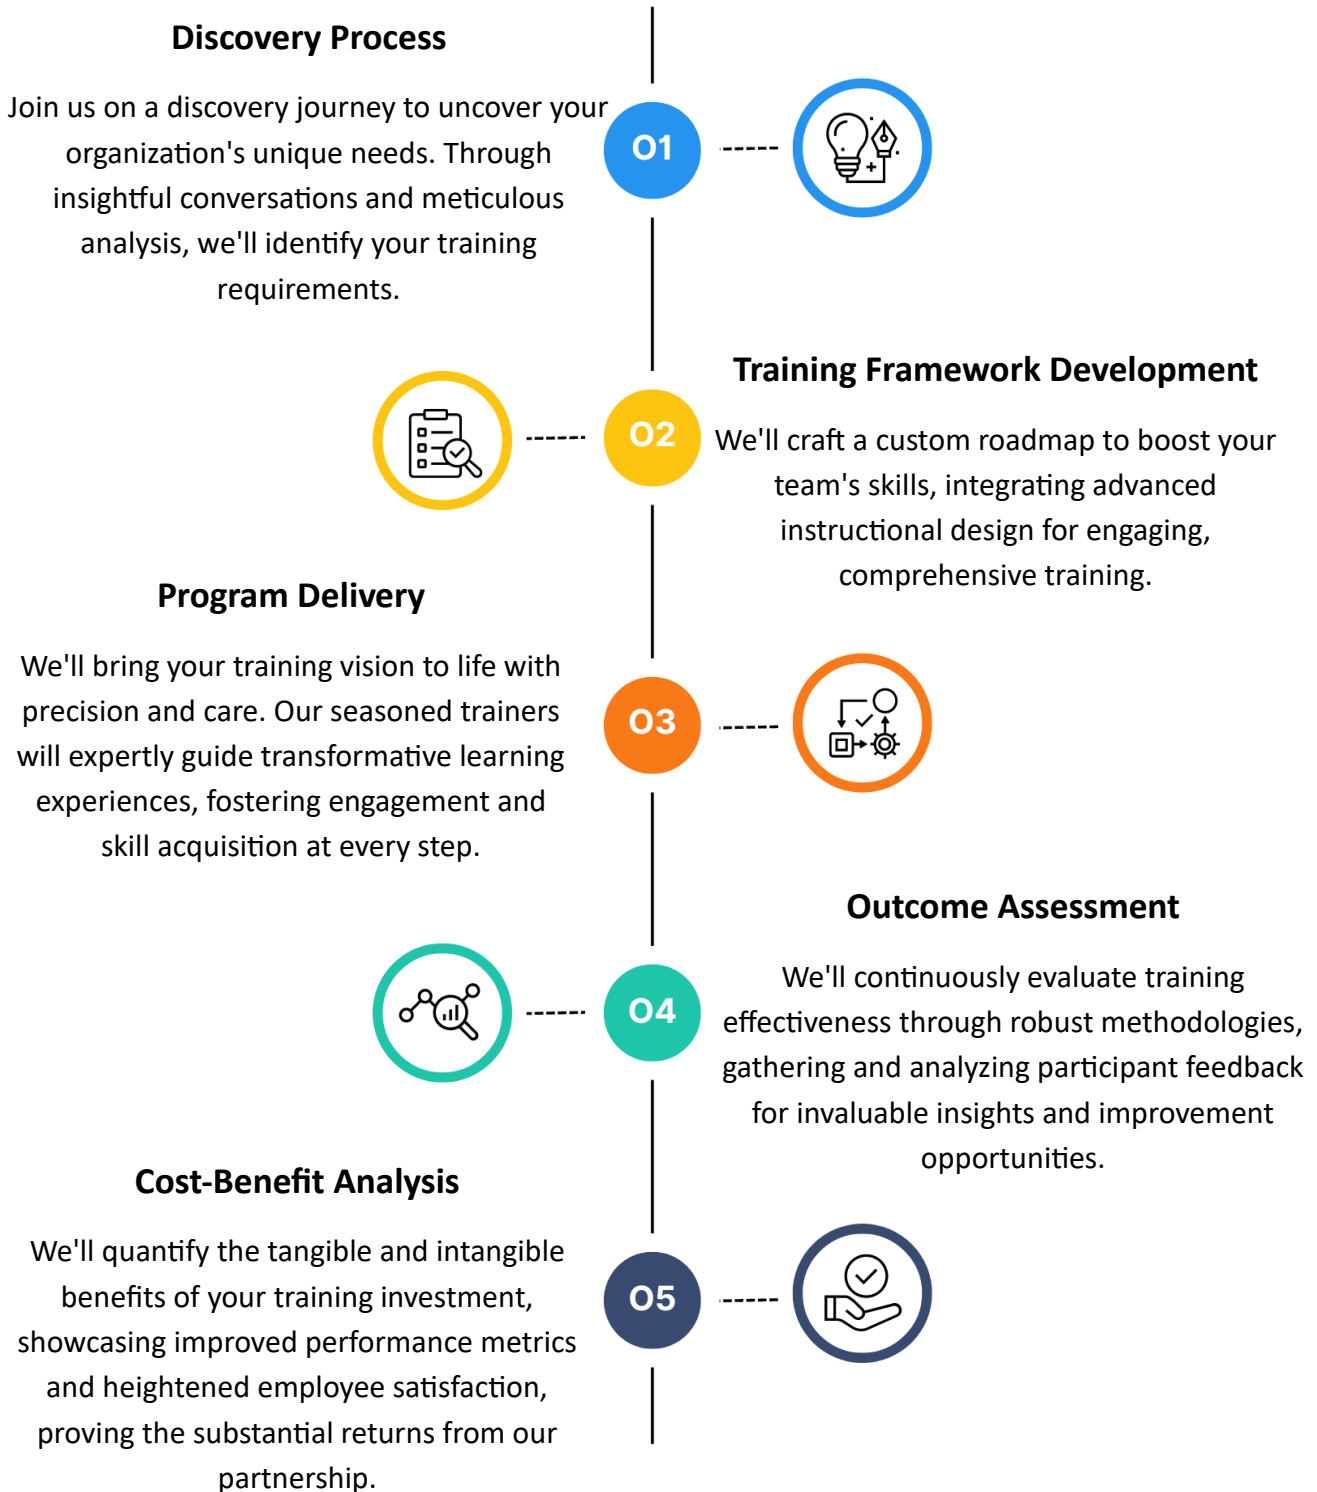 Discovery Process
Join us on a discovery journey to uncover your
organization's unique needs. Through
insightful conversations and meticulous
analysis, we'll identify your training
requirements.
01
Training Framework Development
We'll craft a custom roadmap to boost your
team's skills, integrating advanced
instructional design for engaging,
comprehensive training.
02
Program Delivery
We'll bring your training vision to life with
precision and care. Our seasoned trainers
will expertly guide transformative learning
experiences, fostering engagement and
skill acquisition at every step.
03
Outcome Assessment
We'll continuously evaluate training
effectiveness through robust methodologies,
gathering and analyzing participant feedback
for invaluable insights and improvement
opportunities.
04
Cost-Benefit Analysis
We'll quantify the tangible and intangible
benefits of your training investment,
showcasing improved performance metrics
and heightened employee satisfaction,
proving the substantial returns from our
partnership.
05